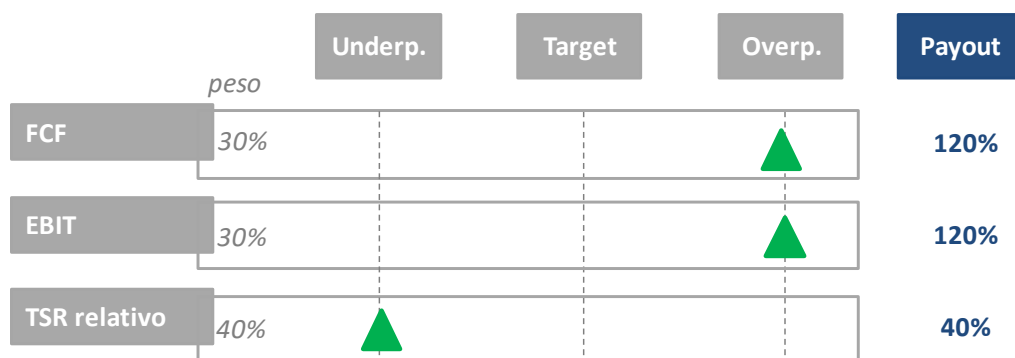 Underp. Target Overp. Payout
peso
FCF 30% 120%
EBIT 30% 120%
TSR relativo 40% 40%